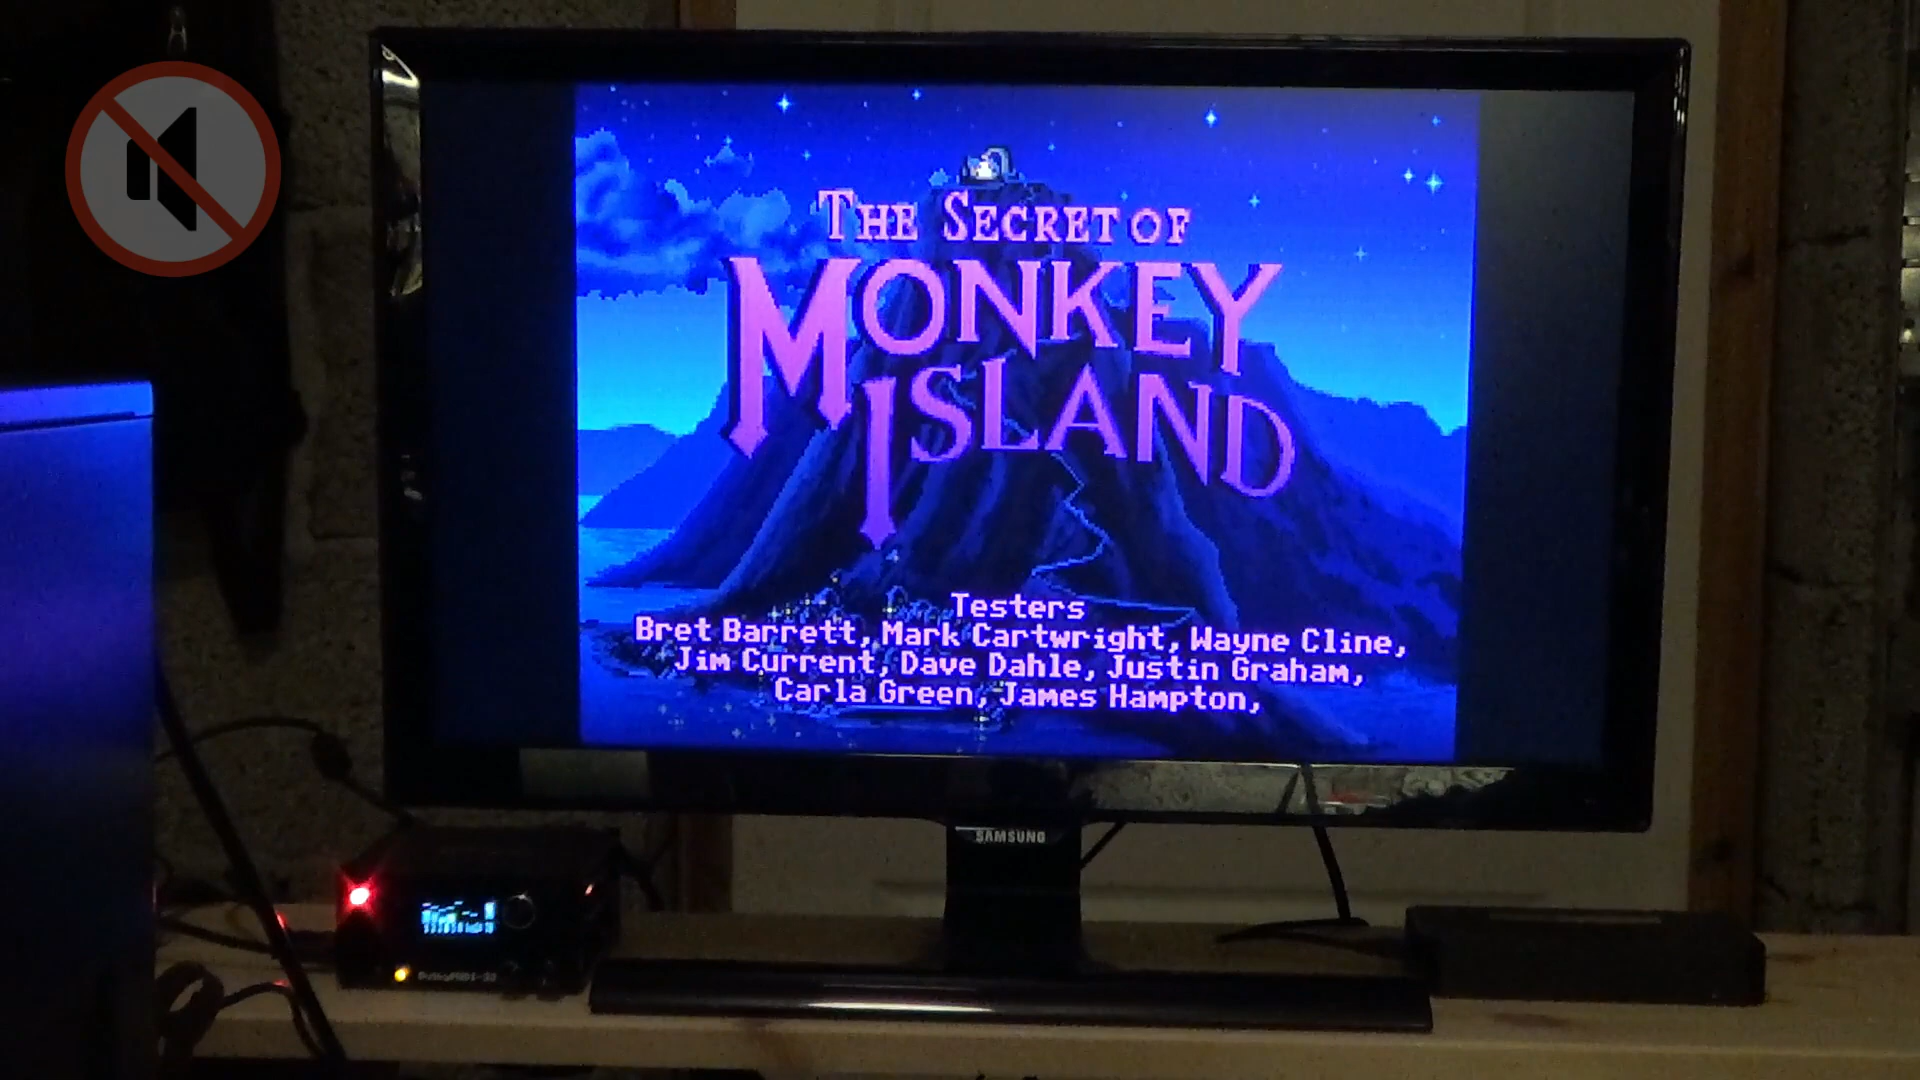 THE SECRET OF
MONKEY
ISLAND
Testers
Bret Barrett, Mark Cartwright, Wayne Cline,
Jim Current, Dave Dahle, Justin Graham,
Carla Green, James Hampton,
SAMSUNG